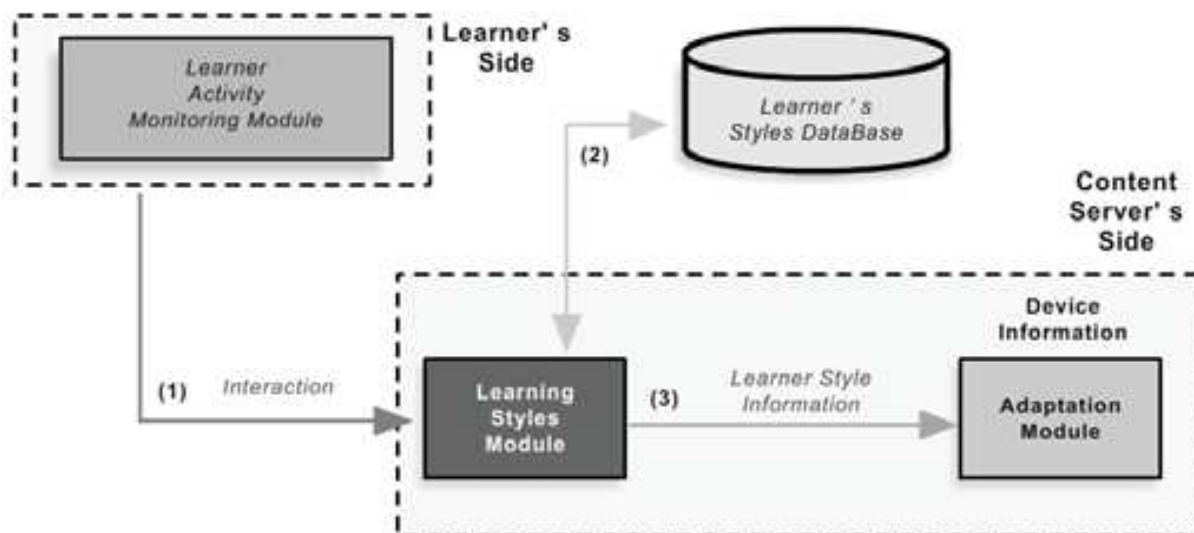 Learner
Activity
Monitoring Module
Learner' s
Side
Learner ' s
Styles DataBase
(2)
Content
Server' s
Side
Device
Information
(1)
Interaction
Learning
Styles
Module
(3)
Learner Style
Information
Adaptation
Module